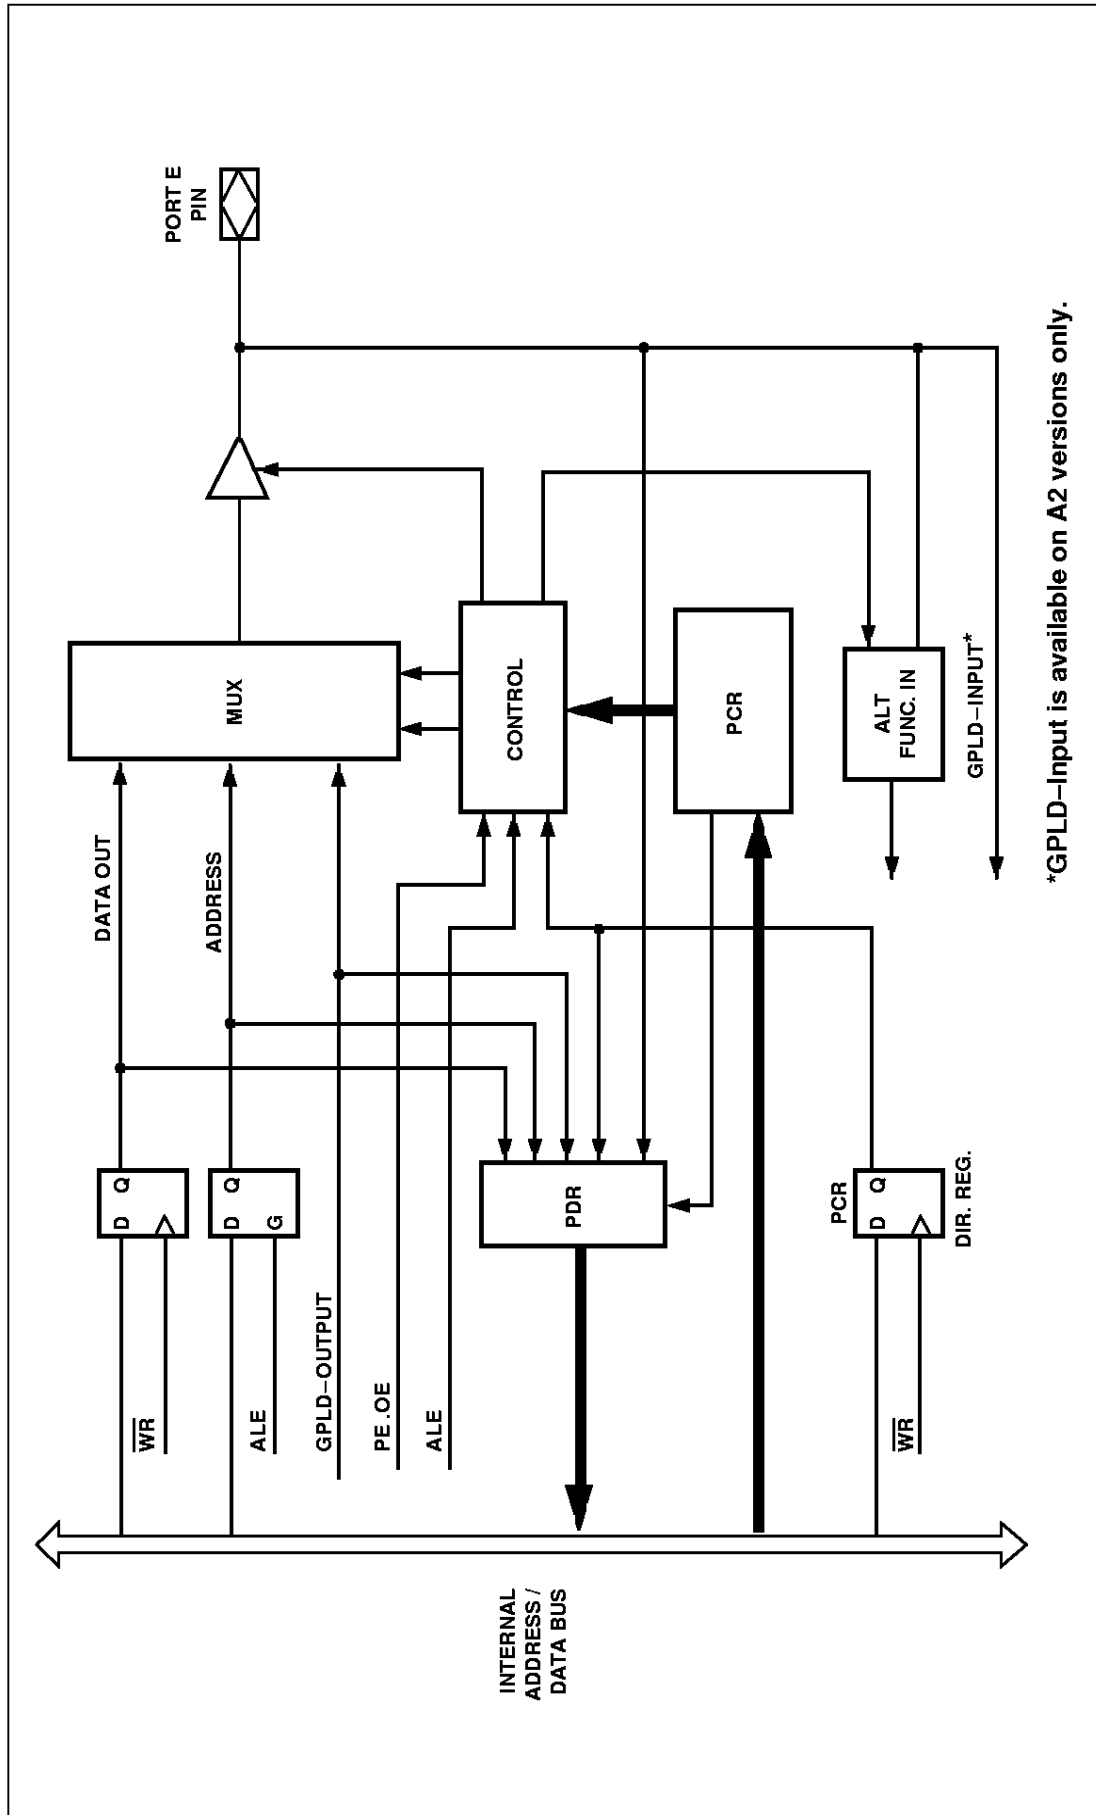 INTERNAL
ADDRESS /
DATA BUS
WR
D Q
DATA OUT
ALE
D Q
G
ADDRESS
GPLD–OUTPUT
PE.OE
ALE
MUX
PORT E
PIN
CONTROL
PDR
PCR
WR
PCR
D Q
DIR. REG.
ALT
FUNC. IN
GPLD–INPUT*
*GPLD–Input is available on A2 versions only.